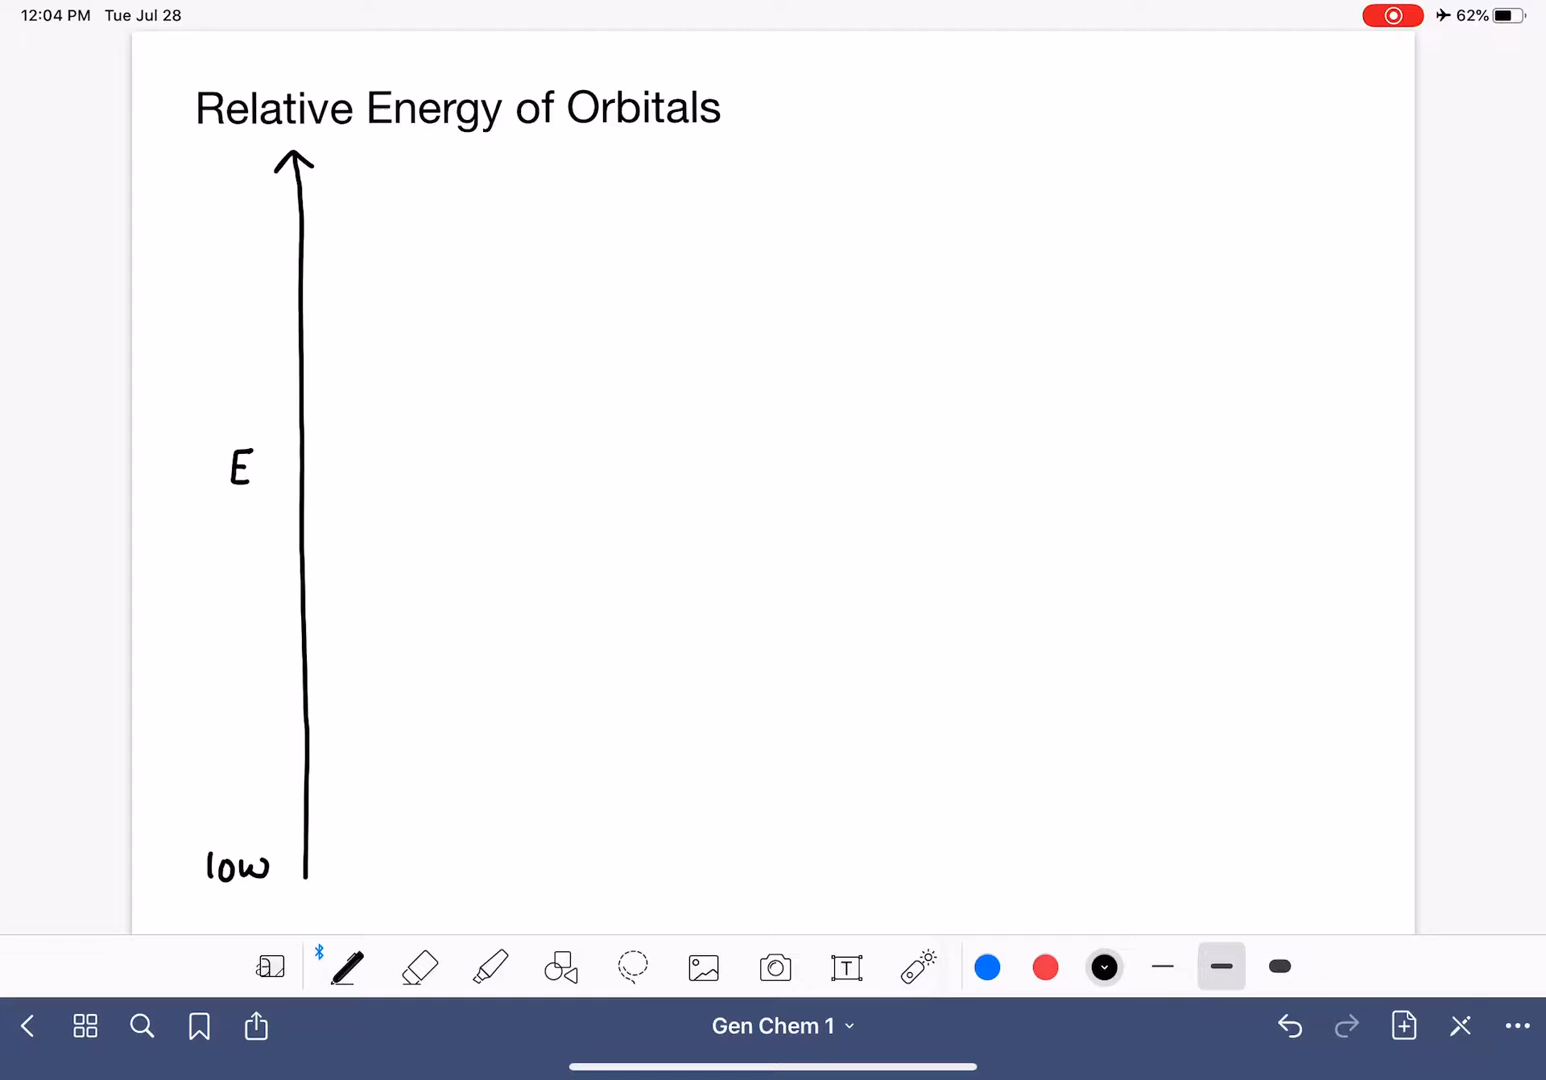 12:04 PM Tue Jul 28
62%
Relative Energy of Orbitals
E
low
T
Gen Chem 1